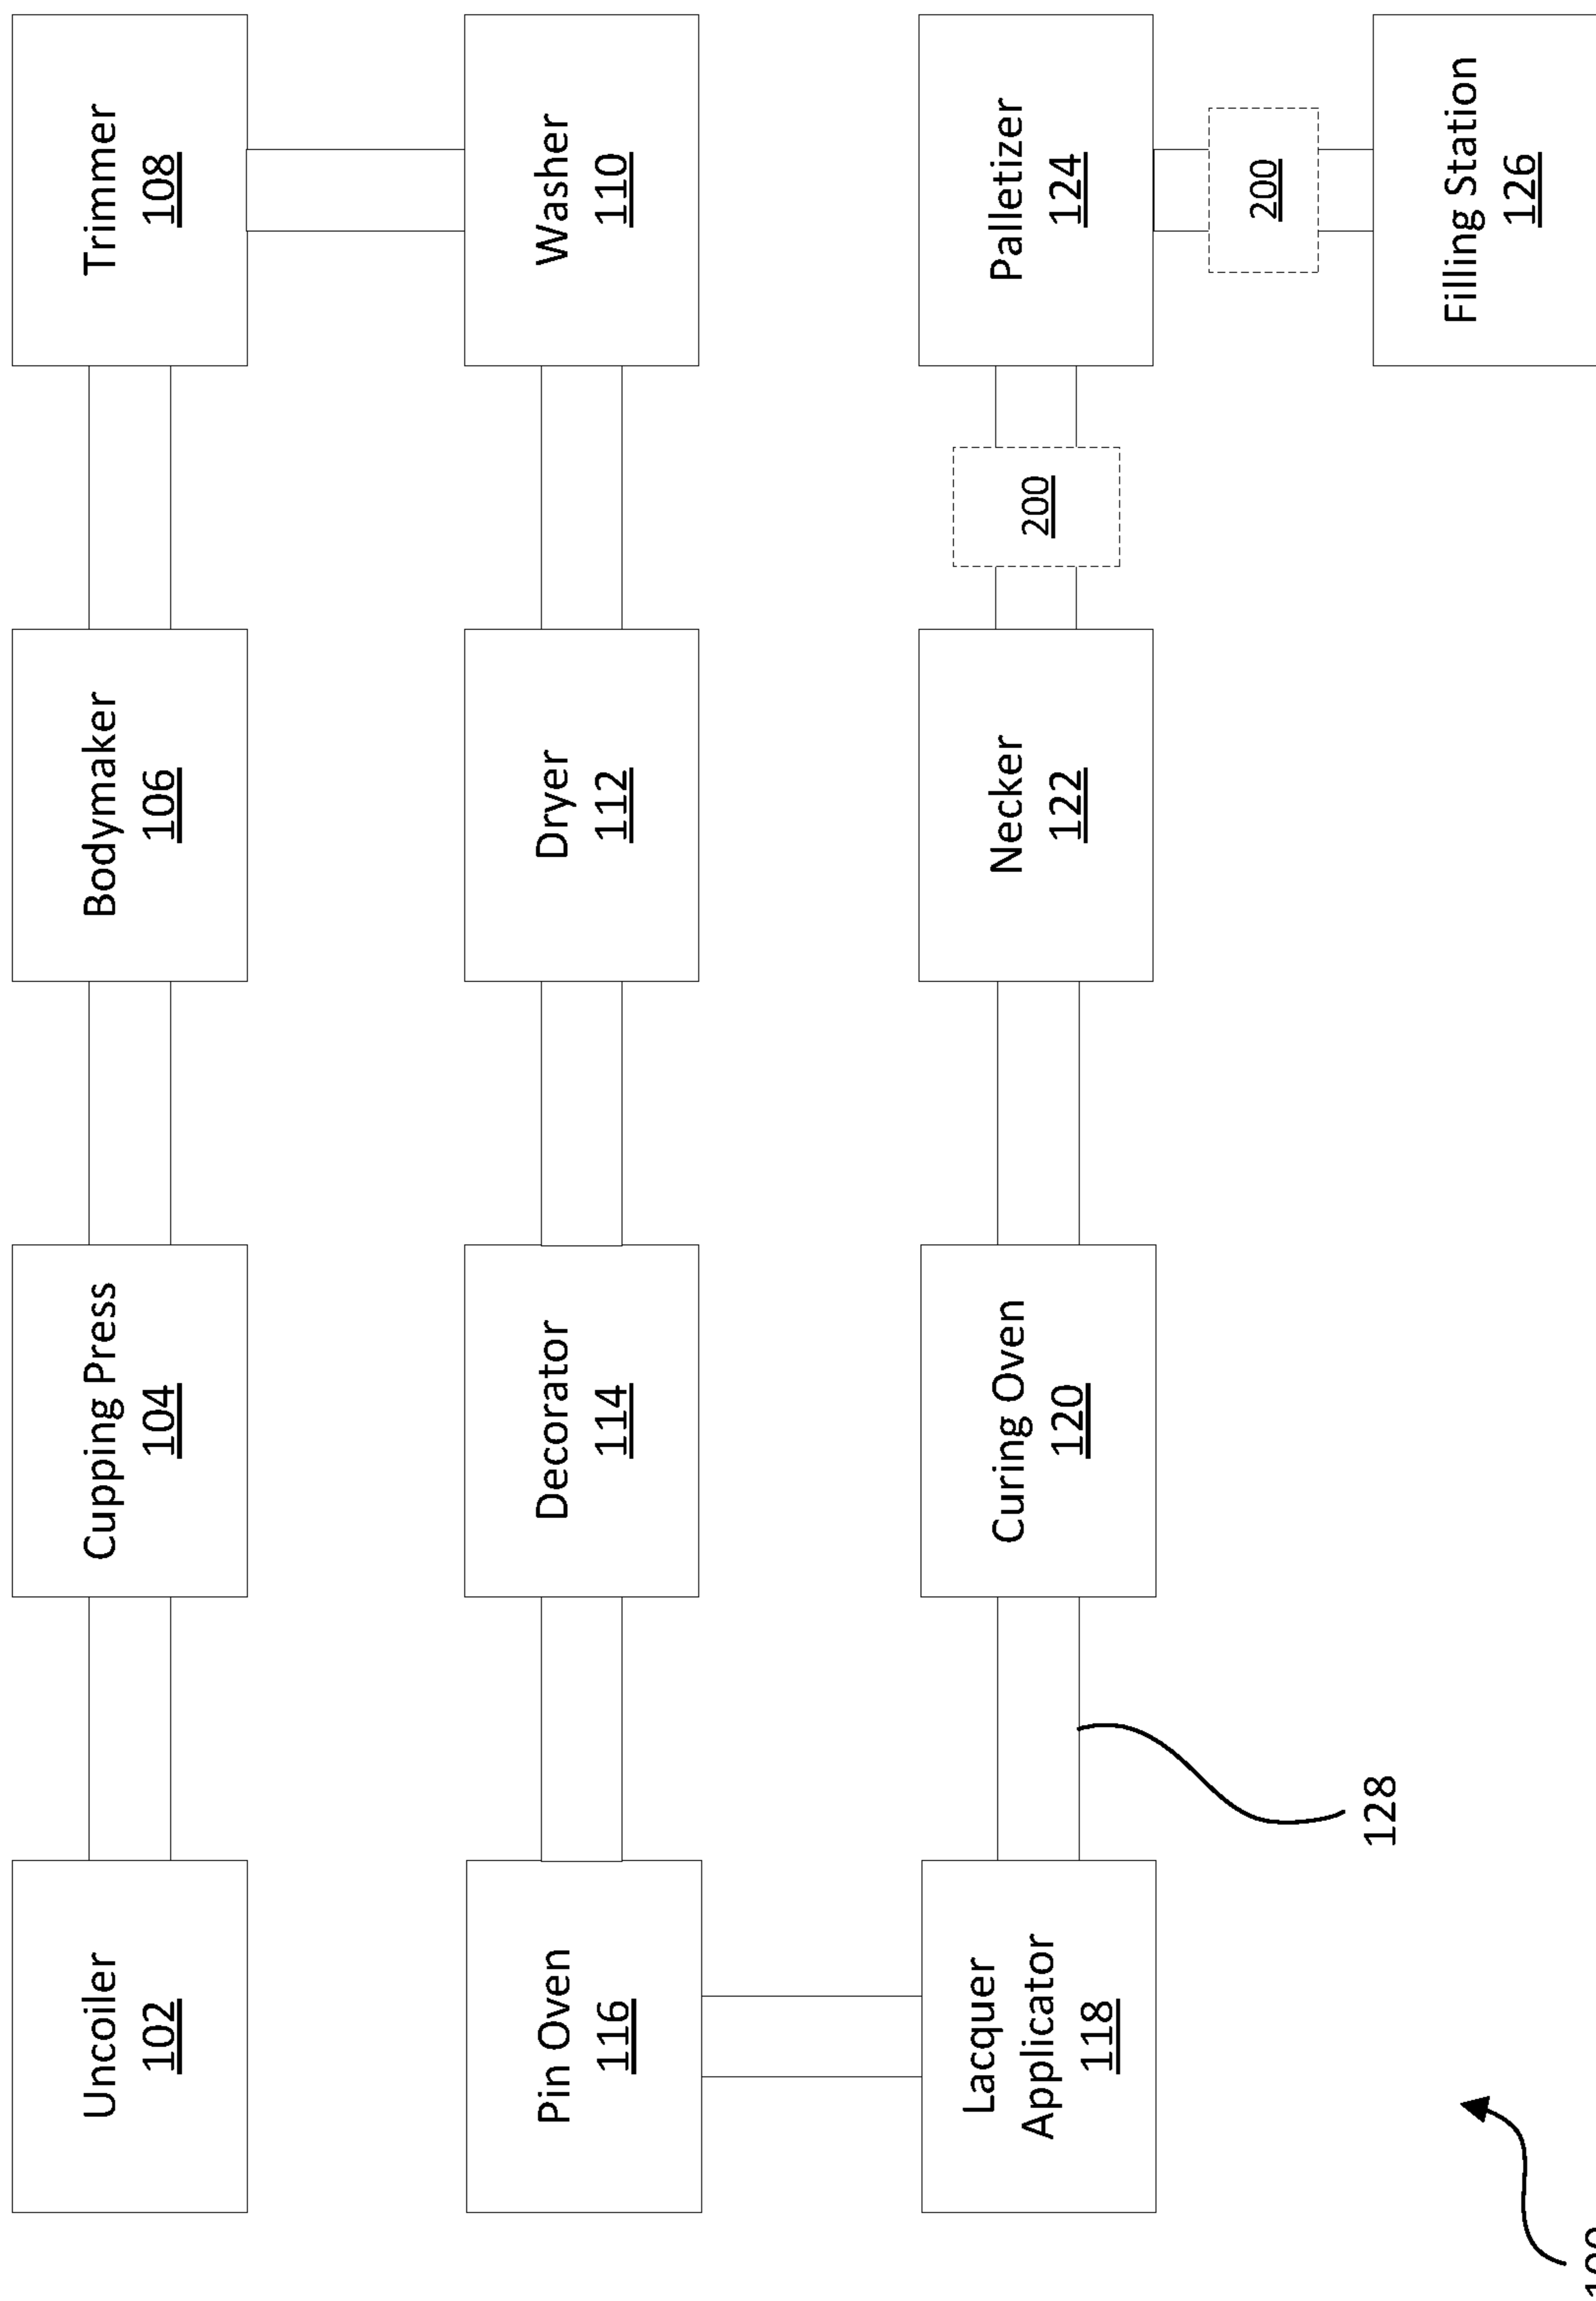 Uncoiler
102
Cupping Press
104
Bodymaker
106
Trimmer
108
Pin Oven
116
Decorator
114
Dryer
112
Washer
110
Lacquer
Applicator
118
Curing Oven
120
Necker
122
200
Palletizer
124
200
128
Filling Station
126